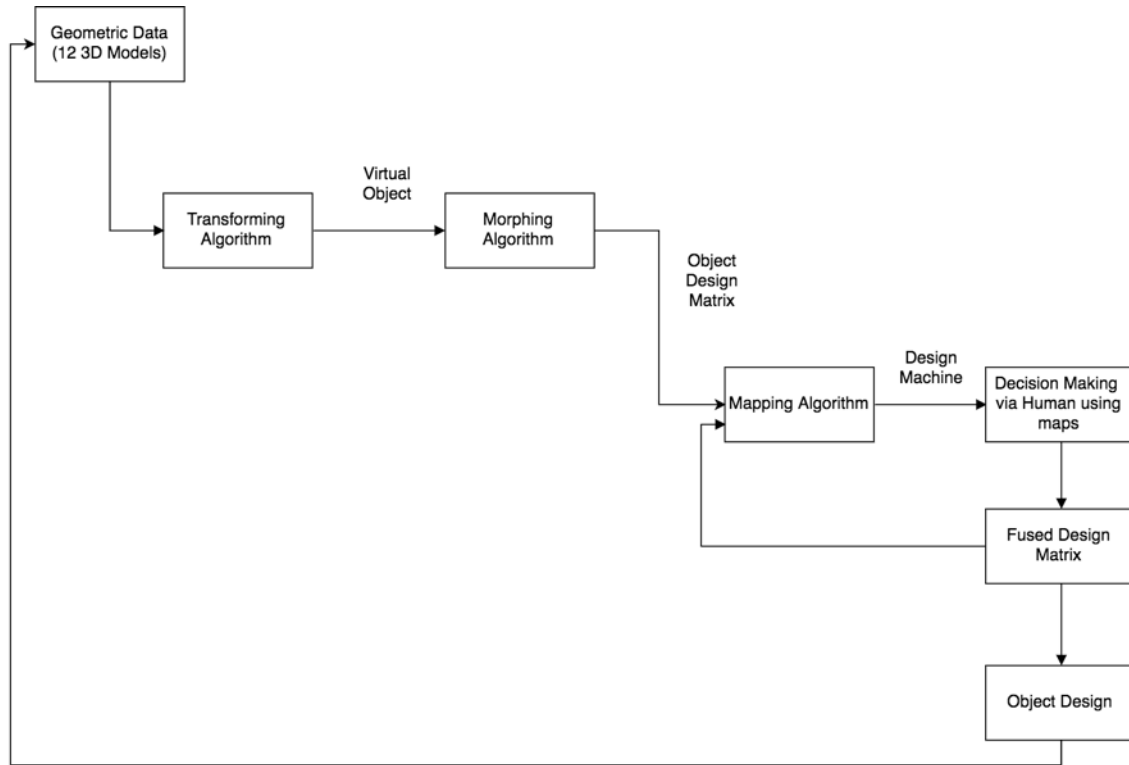 Geometric Data
(12 3D Models)
Virtual
Object
Transforming
Algorithm
Morphing
Algorithm
Object
Design
Matrix
Design
Machine
Mapping Algorithm
Decision Making
via Human using
maps
Fused Design
Matrix
Object Design